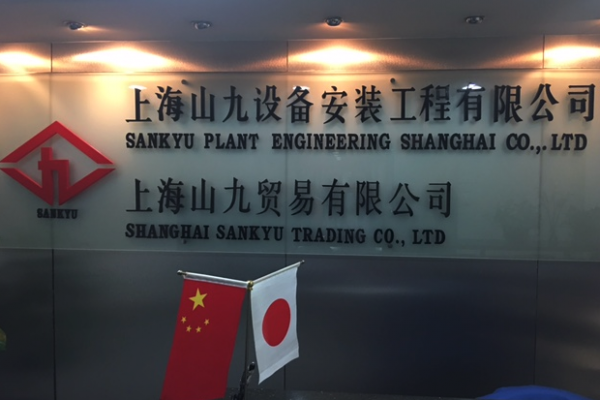 上海山九设备安装工程有限公司
SANKYU PLANT ENGINEERING SHANGHAI CO.,.LTD
上海山九贸易有限公司
SHANGHAI SANKYU TRADING CO., LTD
SANKYU